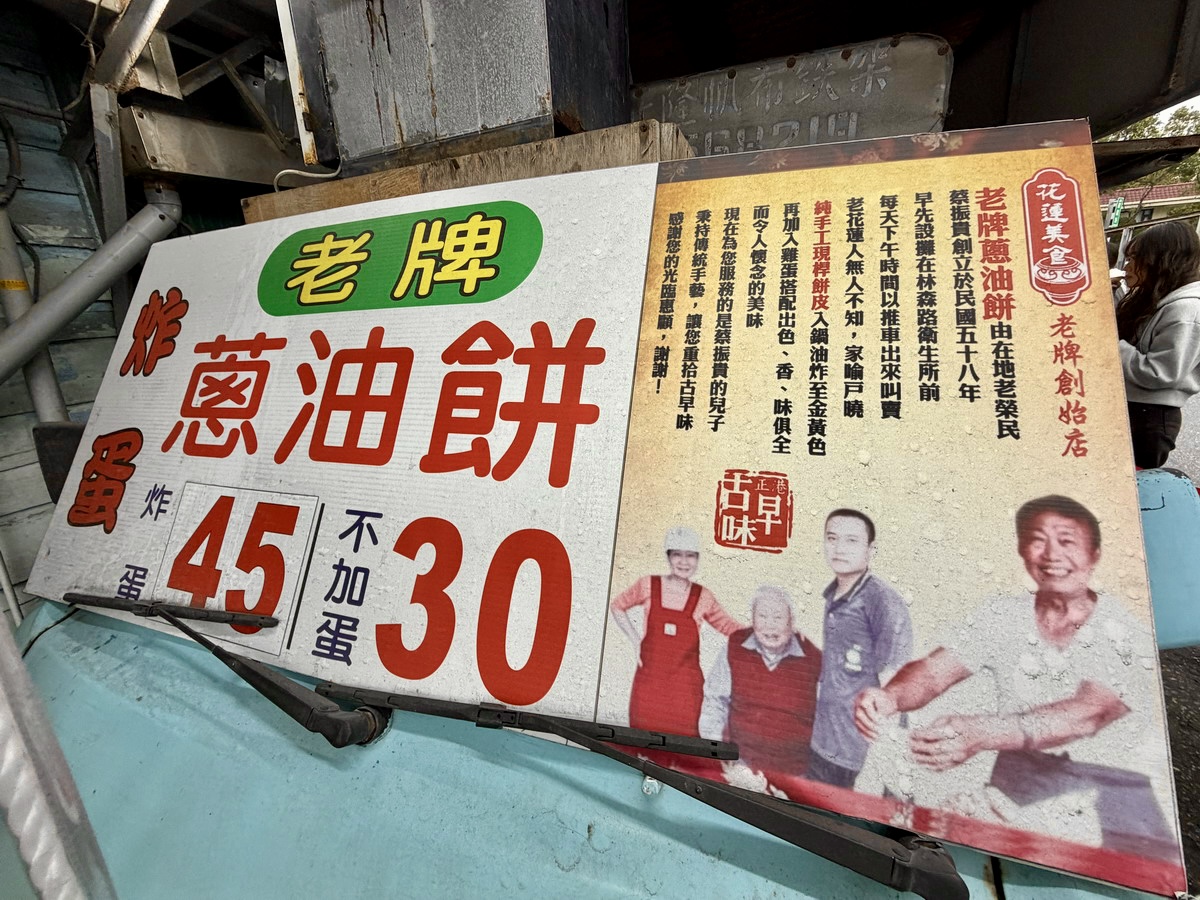 老牌
炸蛋
蔥油餅
炸蛋
45
不加蛋
30
花蓮美食
老牌創始店
老牌蔥油餅由在地老榮民
蔡振貴創立於民國五十八年
早先設攤在林森路衛生所前
每天下午時間以推車出來叫賣
老花蓮人無人不知，家喻戶曉
純手工現桿餅皮入鍋油炸至金黃色
再加入雞蛋搭配出色、香、味俱全
而令人懷念的美味
現在為您服務的是蔡振貴的兒子
秉持傳統手藝，讓您重拾古早味
感謝您的光臨惠顧，謝謝！
正港
古早味
隆帆布鐵架